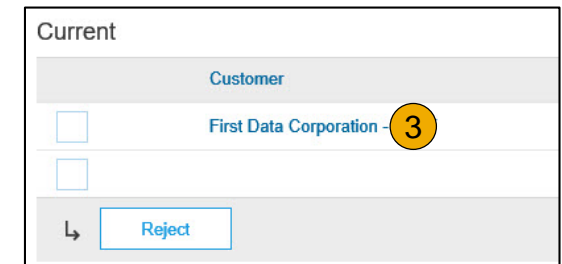 Current
Customer
First Data Corporation - 3
Reject